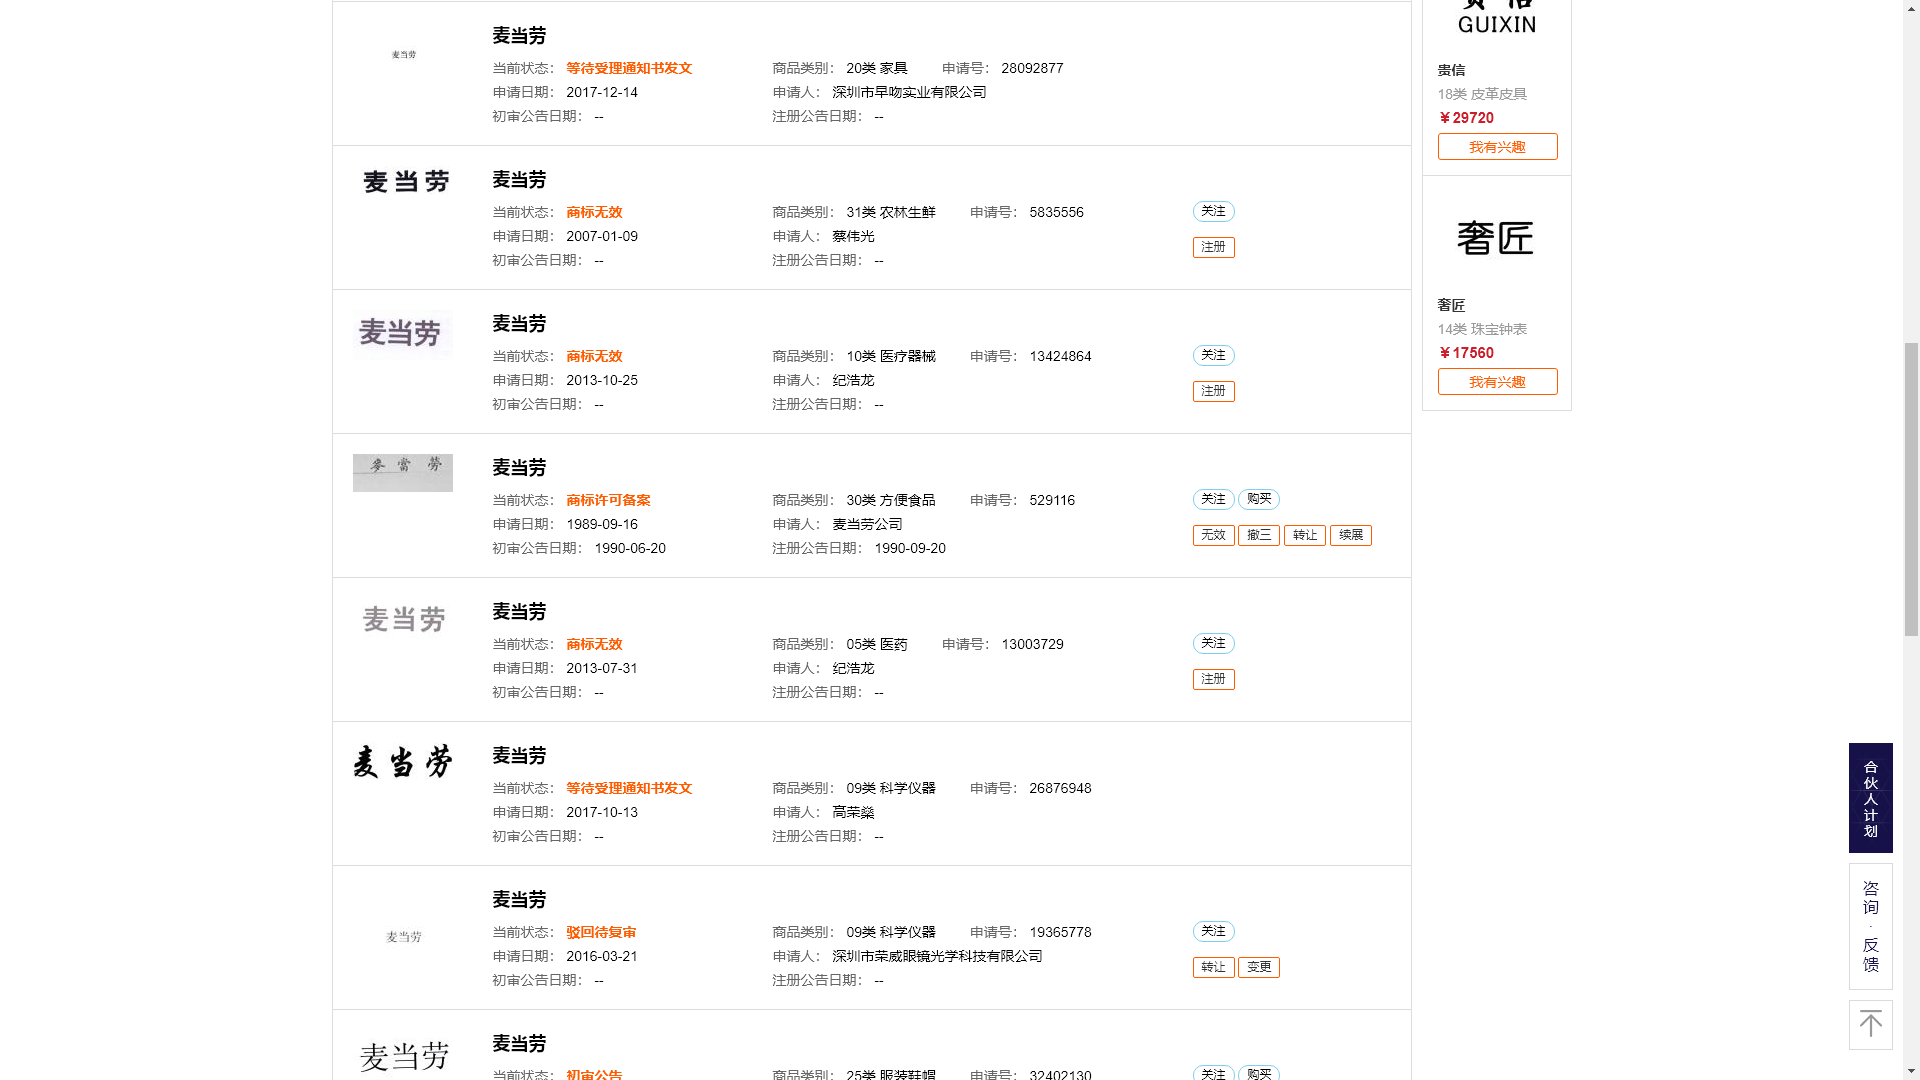 麦当劳
麦当劳
当前状态： 等待受理通知书发文 商品类别： 20类 家具 申请号： 28092877
申请日期： 2017-12-14 申请人： 深圳市早吻实业有限公司
初审公告日期： -- 注册公告日期： --
麦当劳
麦当劳
当前状态： 商标无效 商品类别： 31类 农林生鲜 申请号： 5835556 关注
申请日期： 2007-01-09 申请人： 蔡伟光 注册
初审公告日期： -- 注册公告日期： --
麦当劳
麦当劳
当前状态： 商标无效 商品类别： 10类 医疗器械 申请号： 13424864 关注
申请日期： 2013-10-25 申请人： 纪浩龙 注册
初审公告日期： -- 注册公告日期： --
麥當勞
麦当劳
当前状态： 商标许可备案 商品类别： 30类 方便食品 申请号： 529116 关注 购买
申请日期： 1989-09-16 申请人： 麦当劳公司 无效 撤三 转让 续展
初审公告日期： 1990-06-20 注册公告日期： 1990-09-20
麦当劳
麦当劳
当前状态： 商标无效 商品类别： 05类 医药 申请号： 13003729 关注
申请日期： 2013-07-31 申请人： 纪浩龙 注册
初审公告日期： -- 注册公告日期： --
麦当劳
麦当劳
当前状态： 等待受理通知书发文 商品类别： 09类 科学仪器 申请号： 26876948
申请日期： 2017-10-13 申请人： 高荣燊
初审公告日期： -- 注册公告日期： --
麦当劳
麦当劳
当前状态： 驳回待复审 商品类别： 09类 科学仪器 申请号： 19365778 关注
申请日期： 2016-03-21 申请人： 深圳市荣威眼镜光学科技有限公司 转让 变更
初审公告日期： -- 注册公告日期： --
麦当劳
麦当劳
当前状态： 初审公告 商品类别： 25类 服装鞋帽 申请号： 32402130 关注 购买
贵信
GUIXIN
贵信
18类 皮革皮具
￥29720
我有兴趣
奢匠
奢匠
14类 珠宝钟表
￥17560
我有兴趣
合伙人计划
咨询·反馈